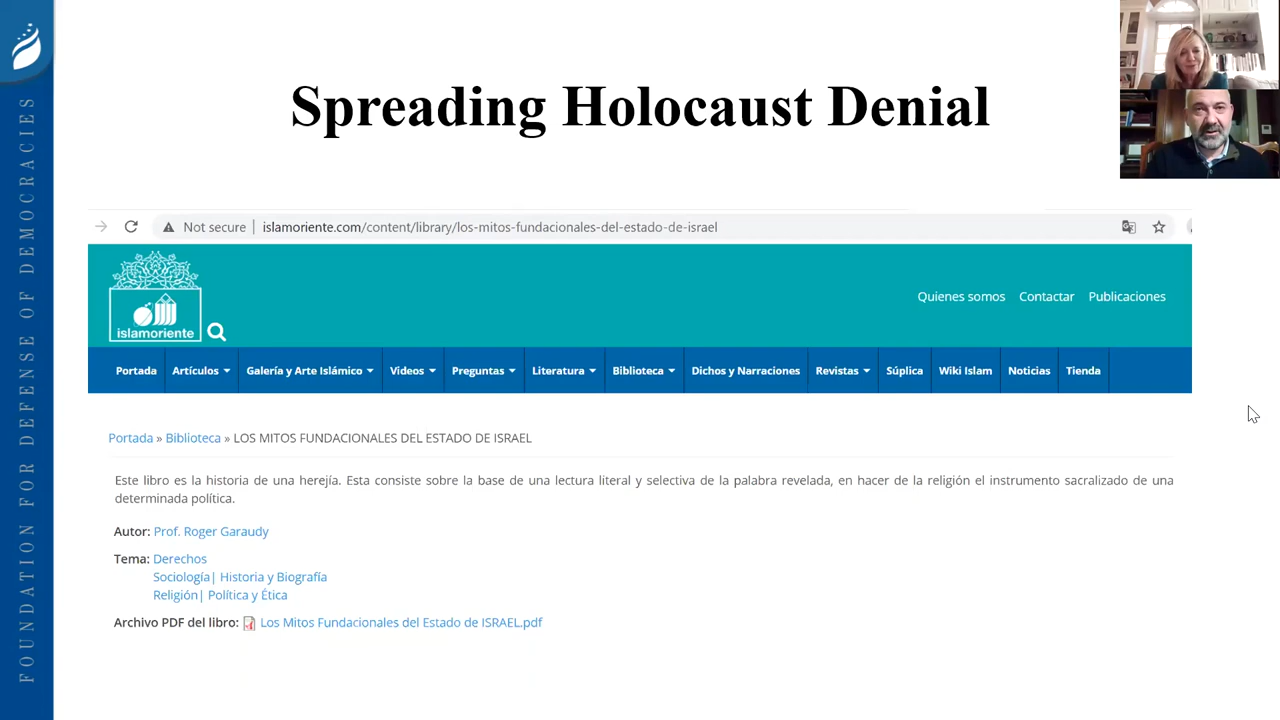 FOUNDATION FOR DEFENSE OF DEMOCRACIES
Spreading Holocaust Denial
Not secure | islamoriente.com/content/library/los-mitos-fundacionales-del-estado-de-israel
islamoriente
Quienes somos Contactar Publicaciones
Portada Artículos Galería y Arte Islámico Videos Preguntas Literatura Biblioteca Dichos y Narraciones Revistas Súplica Wiki Islam Noticias Tienda
Portada » Biblioteca » LOS MITOS FUNDACIONALES DEL ESTADO DE ISRAEL
Este libro es la historia de una herejía. Esta consiste sobre la base de una lectura literal y selectiva de la palabra revelada, en hacer de la religión el instrumento sacralizado de una
determinada política.
Autor: Prof. Roger Garaudy
Tema: Derechos
Sociología| Historia y Biografía
Religión| Política y Ética
Archivo PDF del libro: Los Mitos Fundacionales del Estado de ISRAEL.pdf